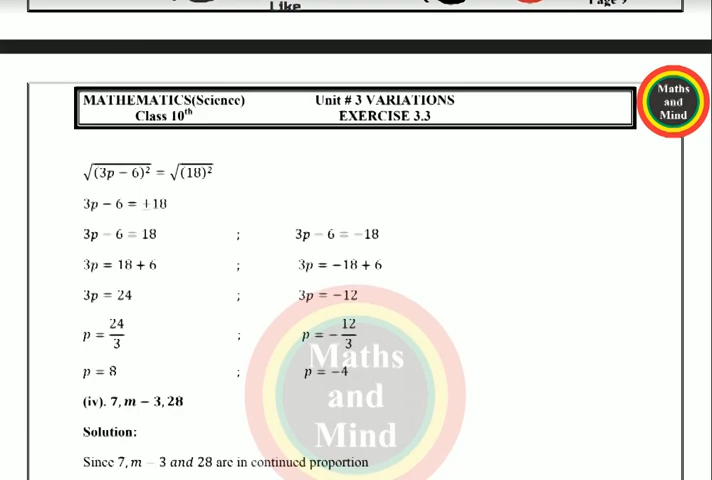 Like
Page 9
MATHEMATICS(Science) Unit # 3 VARIATIONS
Class 10th EXERCISE 3.3
Maths
and
Mind
√(3p − 6)² = √(18)²
3p − 6 = ±18
3p − 6 = 18 ; 3p − 6 = −18
3p = 18 + 6 ; 3p = −18 + 6
3p = 24 ; 3p = −12
p = 24/3 ; p = −12/3
p = 8 ; p = −4
Maths
and
Mind
(iv). 7, m − 3, 28
Solution:
Since 7, m − 3 and 28 are in continued proportion